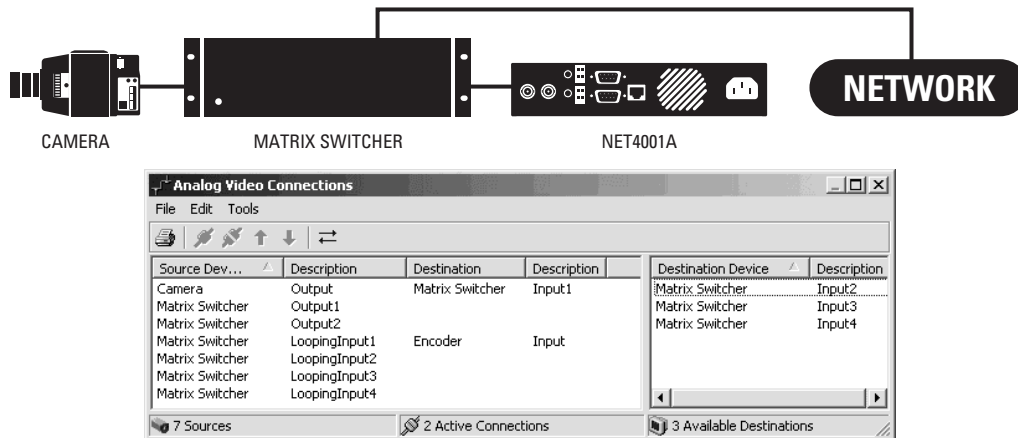 NETWORK
CAMERA MATRIX SWITCHER NET4001A
Analog Video Connections
File Edit Tools
Source Dev... Description Destination Description Destination Device Description
Camera Output Matrix Switcher Input1 Matrix Switcher Input2
Matrix Switcher Output1 Matrix Switcher Input3
Matrix Switcher Output2 Matrix Switcher Input4
Matrix Switcher LoopingInput1 Encoder Input
Matrix Switcher LoopingInput2
Matrix Switcher LoopingInput3
Matrix Switcher LoopingInput4
7 Sources 2 Active Connections 3 Available Destinations